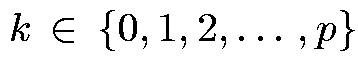 k ∈ {0, 1, 2, ... , p}